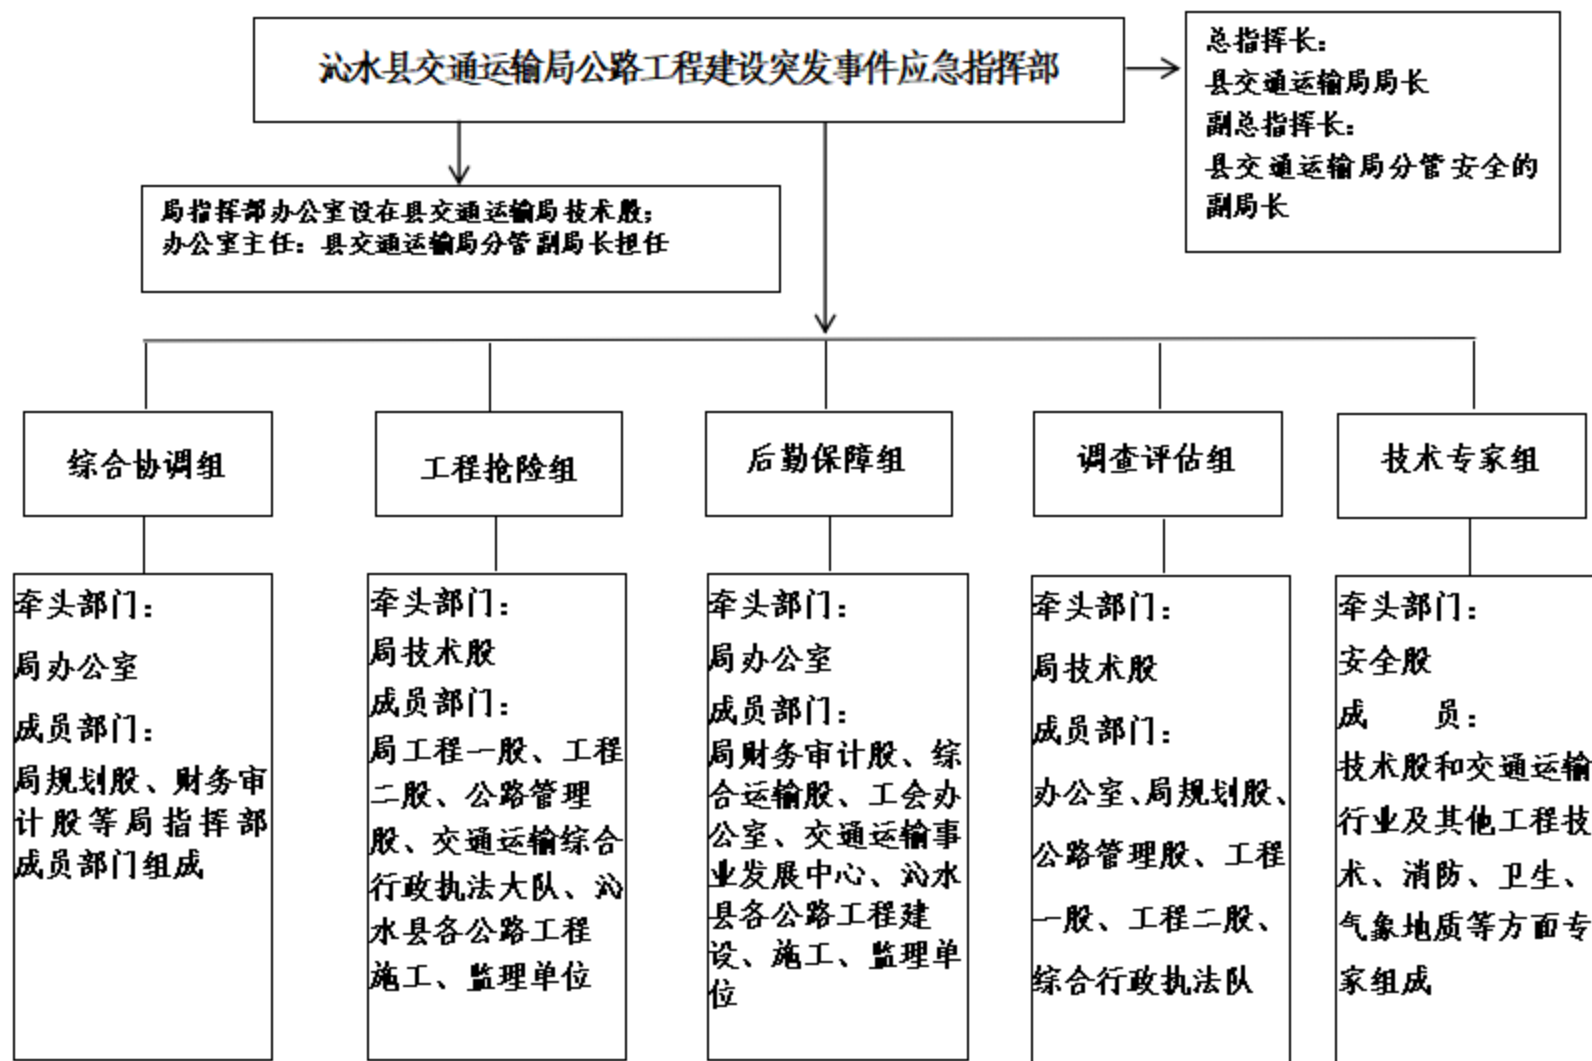 沁水县交通运输局公路工程建设突发事件应急指挥部
总指挥长：
县交通运输局局长
副总指挥长：
县交通运输局分管安全的
副局长
局指挥部办公室设在县交通运输局技术股；
办公室主任：县交通运输局分管副局长担任
综合协调组
工程抢险组
后勤保障组
调查评估组
技术专家组
牵头部门：
局办公室
成员部门：
局规划股、财务审
计股等局指挥部
成员部门组成
牵头部门：
局技术股
成员部门：
局工程一股、工程
二股、公路管理
股、交通运输综合
行政执法大队、沁
水县各公路工程
施工、监理单位
牵头部门：
局办公室
成员部门：
局财务审计股、综
合运输股、工会办
公室、交通运输事
业发展中心、沁水
县各公路工程建
设、施工、监理单
位
牵头部门：
局技术股
成员部门：
办公室、局规划股、
公路管理股、工程
一股、工程二股、
综合行政执法队
牵头部门：
安全股
成　　员：
技术股和交通运输
行业及其他工程技
术、消防、卫生、
气象地质等方面专
家组成